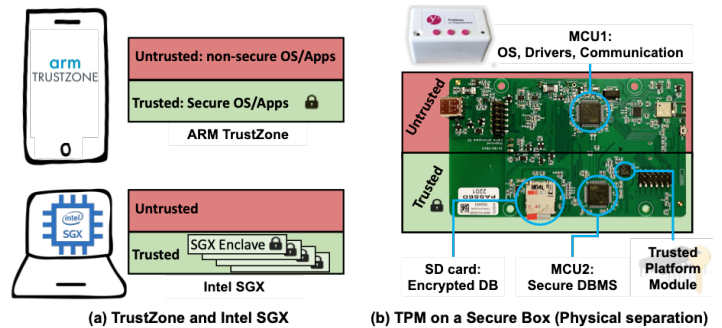 arm
TRUSTZONE
Untrusted: non-secure OS/Apps
Trusted: Secure OS/Apps
ARM TrustZone
intel
SGX
Untrusted
Trusted
SGX Enclave
Intel SGX
(a) TrustZone and Intel SGX
MCU1:
OS, Drivers, Communication
Untrusted
Trusted
PASSED
2201
SD card:
Encrypted DB
MCU2:
Secure DBMS
Trusted
Platform
Module
(b) TPM on a Secure Box (Physical separation)